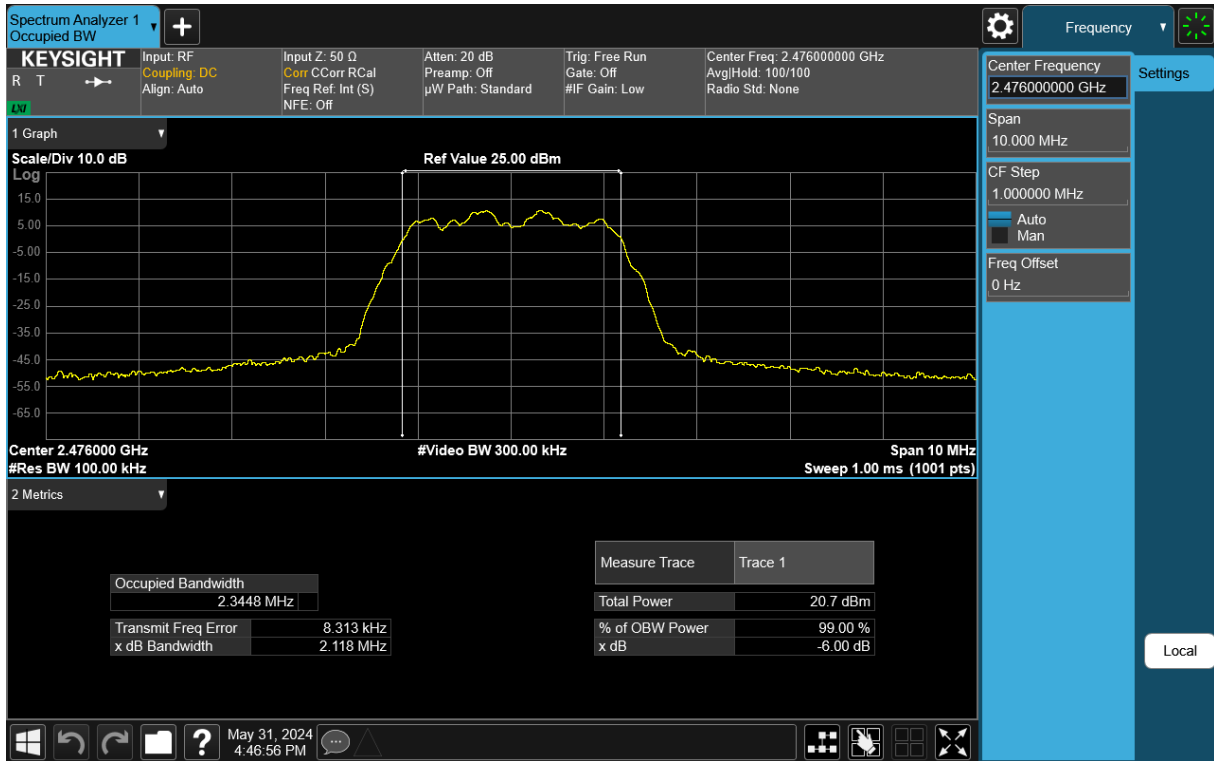 Spectrum Analyzer 1
Occupied BW
Frequency
KEYSIGHT
R T
LXI
Input: RF
Coupling: DC
Align: Auto
Input Z: 50 Ω
Corr CCorr RCal
Freq Ref: Int (S)
NFE: Off
Atten: 20 dB
Preamp: Off
µW Path: Standard
Trig: Free Run
Gate: Off
#IF Gain: Low
Center Freq: 2.476000000 GHz
Avg|Hold: 100/100
Radio Std: None
Center Frequency
2.476000000 GHz
Settings
Span
10.000 MHz
CF Step
1.000000 MHz
Auto
Man
Freq Offset
0 Hz
Local
1 Graph
Scale/Div 10.0 dB
Ref Value 25.00 dBm
Log
15.0
5.00
-5.00
-15.0
-25.0
-35.0
-45.0
-55.0
-65.0
Center 2.476000 GHz
#Video BW 300.00 kHz
Span 10 MHz
#Res BW 100.00 kHz
Sweep 1.00 ms (1001 pts)
2 Metrics
Measure Trace Trace 1
Occupied Bandwidth
2.3448 MHz
Total Power 20.7 dBm
Transmit Freq Error 8.313 kHz
% of OBW Power 99.00 %
x dB Bandwidth 2.118 MHz
x dB -6.00 dB
?
May 31, 2024
4:46:56 PM